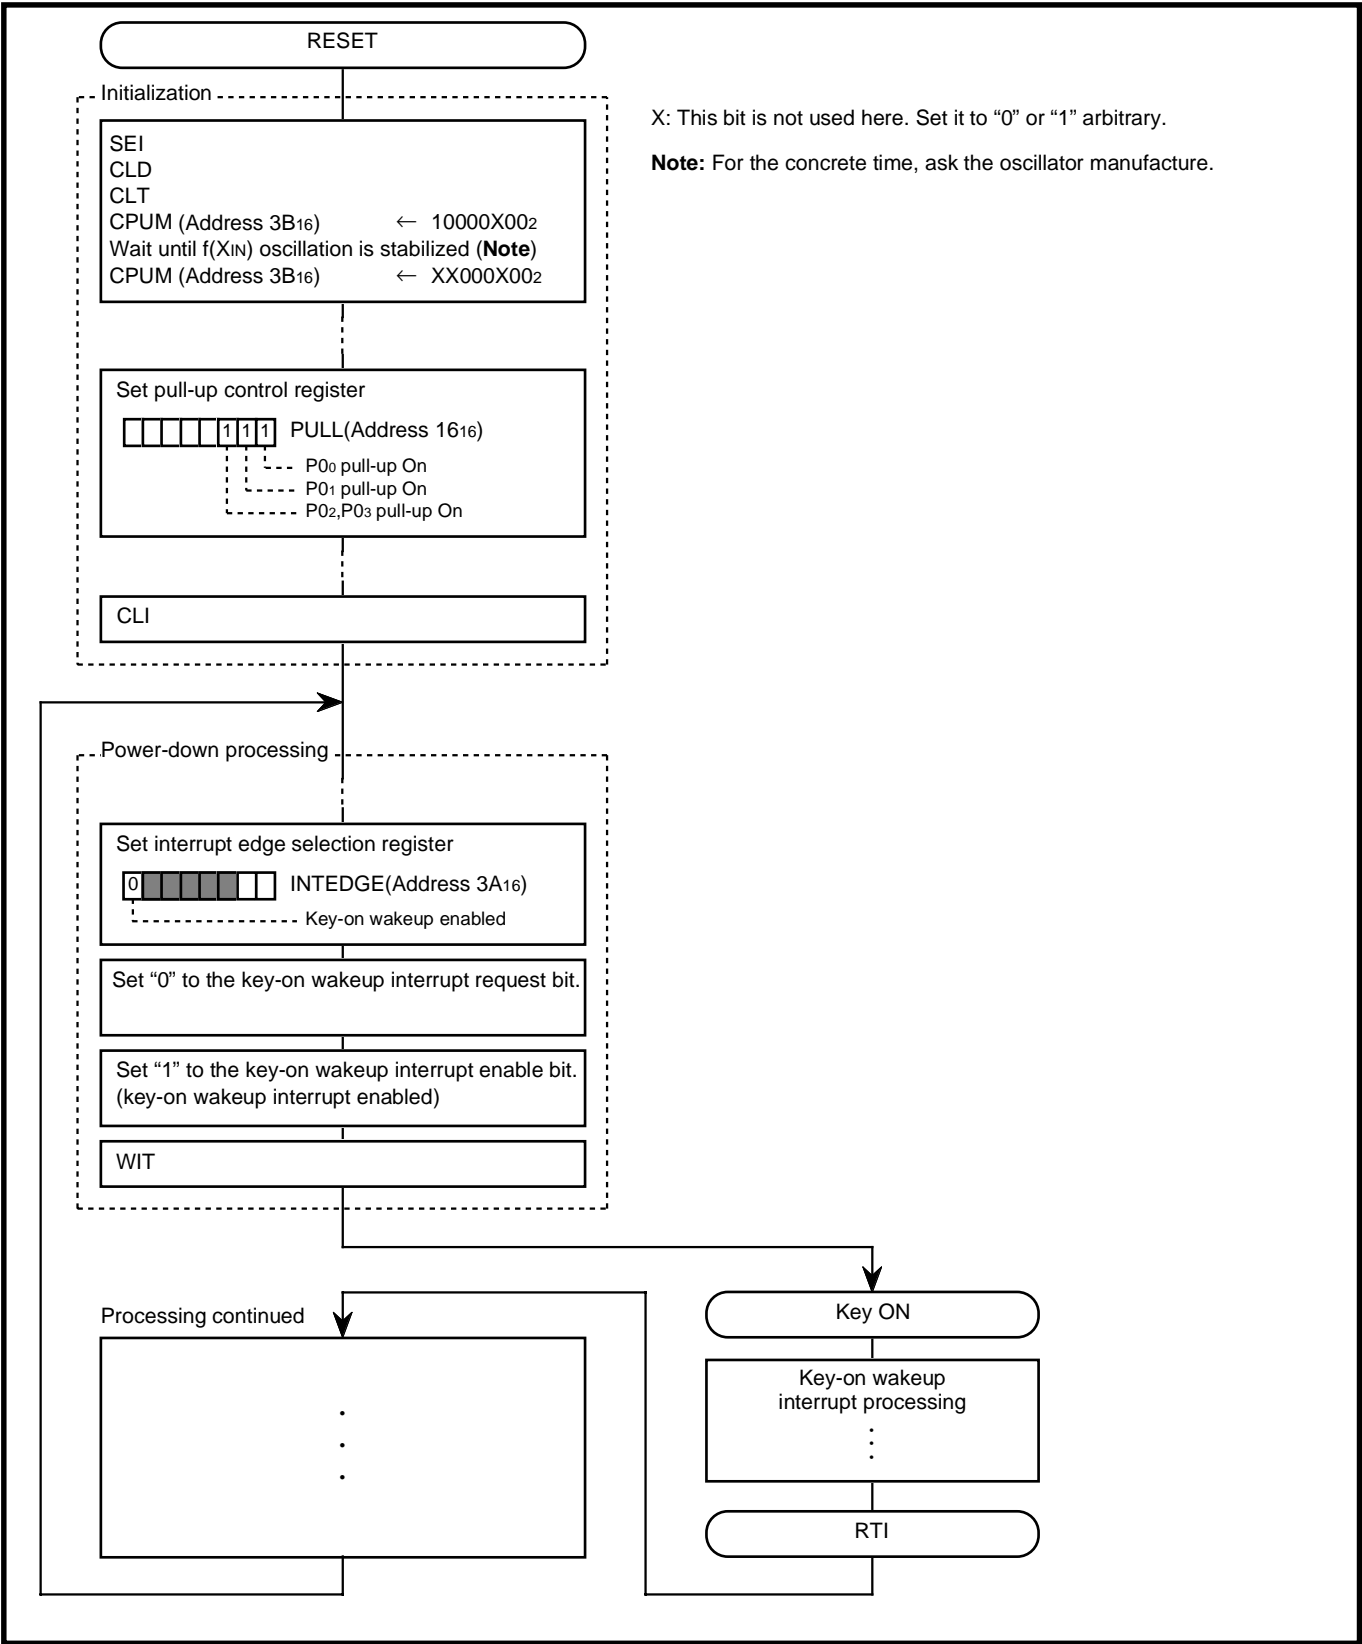 RESET
Initialization
X: This bit is not used here. Set it to “0” or “1” arbitrary.
Note: For the concrete time, ask the oscillator manufacture.
SEI
CLD
CLT
CPUM (Address 3B16) ← 10000X002
Wait until f(XIN) oscillation is stabilized (Note)
CPUM (Address 3B16) ← XX000X002
Set pull-up control register
1 1 1 PULL(Address 1616)
P00 pull-up On
P01 pull-up On
P02,P03 pull-up On
CLI
Power-down processing
Set interrupt edge selection register
0 INTEDGE(Address 3A16)
Key-on wakeup enabled
Set “0” to the key-on wakeup interrupt request bit.
Set “1” to the key-on wakeup interrupt enable bit.
(key-on wakeup interrupt enabled)
WIT
Processing continued
Key ON
Key-on wakeup
interrupt processing
RTI